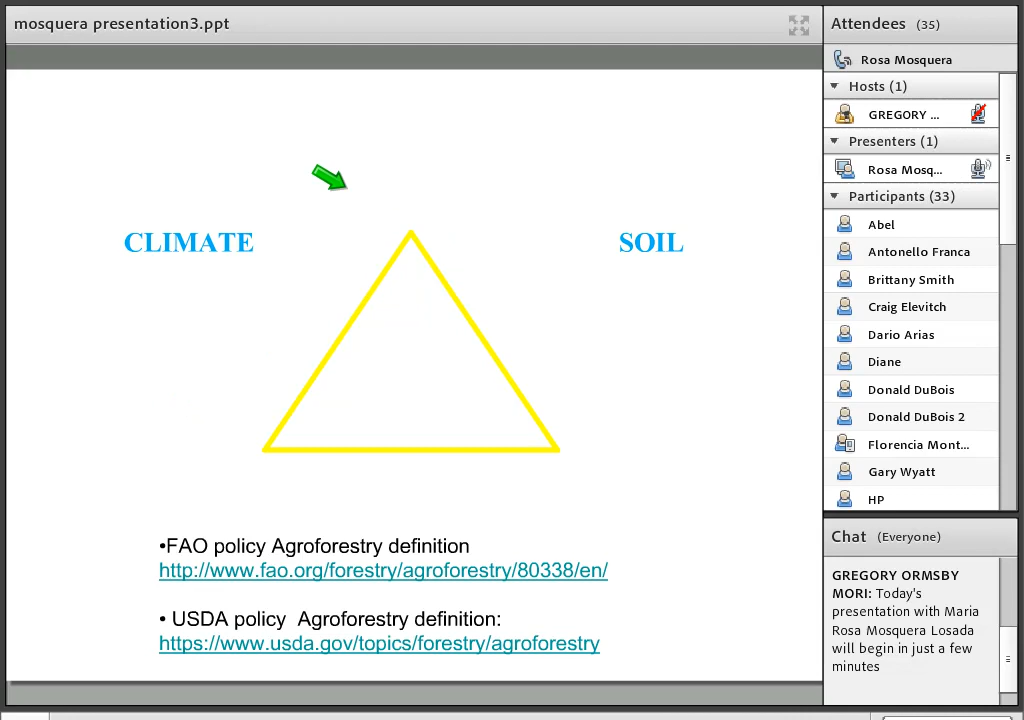 mosquera presentation3.ppt
CLIMATE
SOIL
•FAO policy Agroforestry definition
http://www.fao.org/forestry/agroforestry/80338/en/
• USDA policy  Agroforestry definition:
https://www.usda.gov/topics/forestry/agroforestry
Attendees (35)
Rosa Mosquera
Hosts (1)
GREGORY ...
Presenters (1)
Rosa Mosq...
Participants (33)
Abel
Antonello Franca
Brittany Smith
Craig Elevitch
Dario Arias
Diane
Donald DuBois
Donald DuBois 2
Florencia Mont...
Gary Wyatt
HP
Chat (Everyone)
GREGORY ORMSBY
MORI: Today's
presentation with Maria
Rosa Mosquera Losada
will begin in just a few
minutes